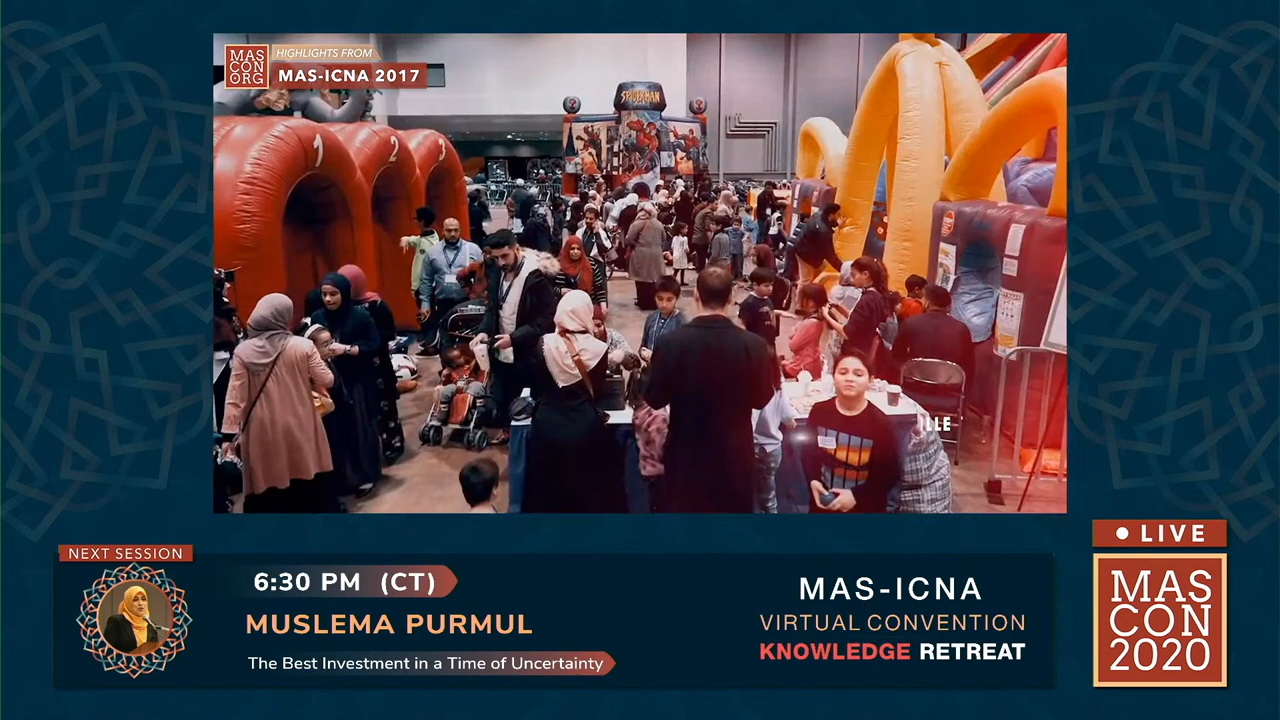 MAS
CON
ORG
HIGHLIGHTS FROM
MAS-ICNA 2017
SPIDER-MAN
1
2
3
ILLE
NEXT SESSION
6:30 PM (CT)
MUSLEMA PURMUL
The Best Investment in a Time of Uncertainty
MAS-ICNA
VIRTUAL CONVENTION
KNOWLEDGE RETREAT
LIVE
MAS
CON
2020